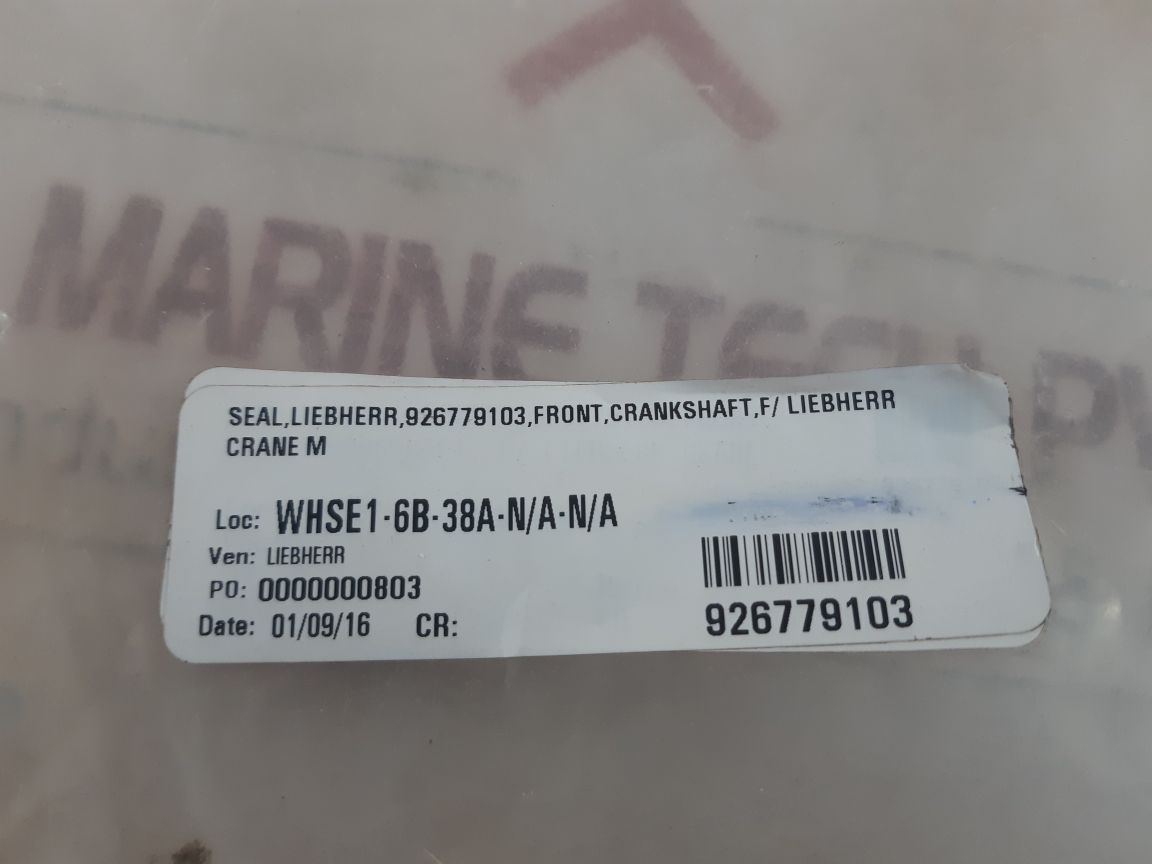 MARINE TECH
SEAL,LIEBHERR,926779103,FRONT,CRANKSHAFT,F/ LIEBHERR
CRANE M
Loc: WHSE1-6B-38A-N/A-N/A
Ven: LIEBHERR
PO: 0000000803
Date: 01/09/16 CR:
926779103